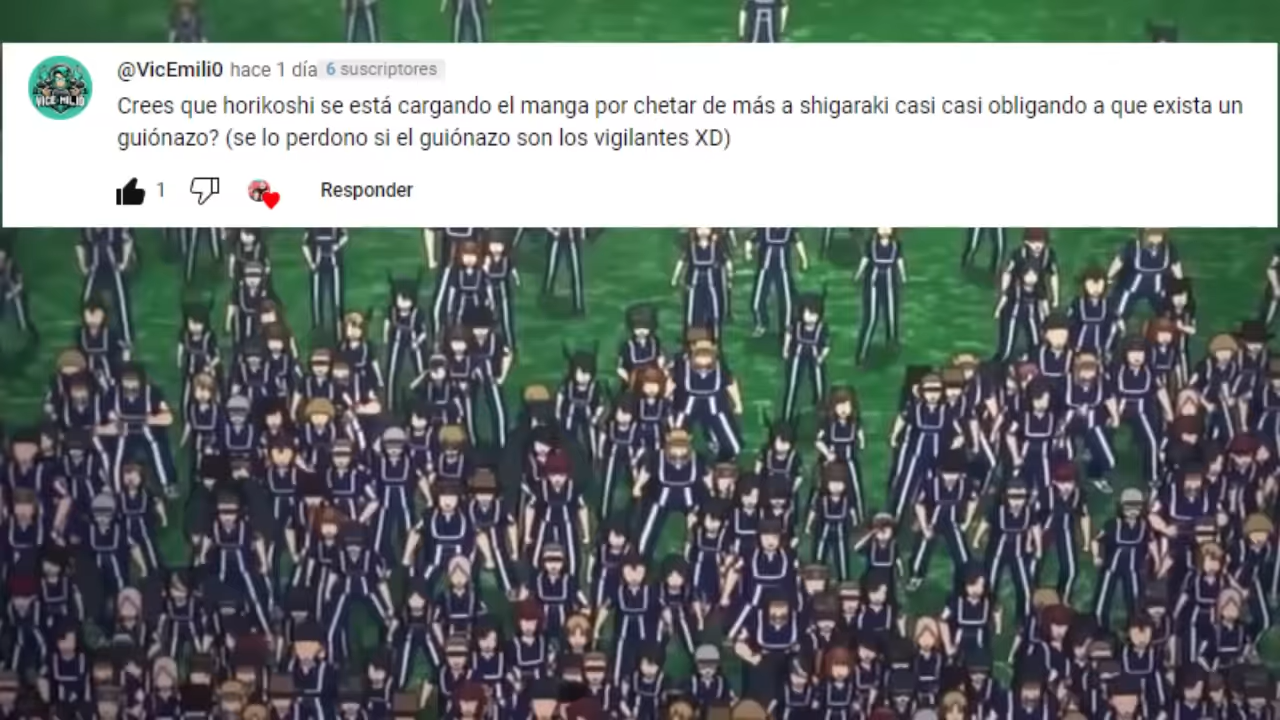 @VicEmili0 hace 1 día 6 suscriptores
Crees que horikoshi se está cargando el manga por chetar de más a shigaraki casi casi obligando a que exista un
guiónazo? (se lo perdono si el guiónazo son los vigilantes XD)
1 Responder